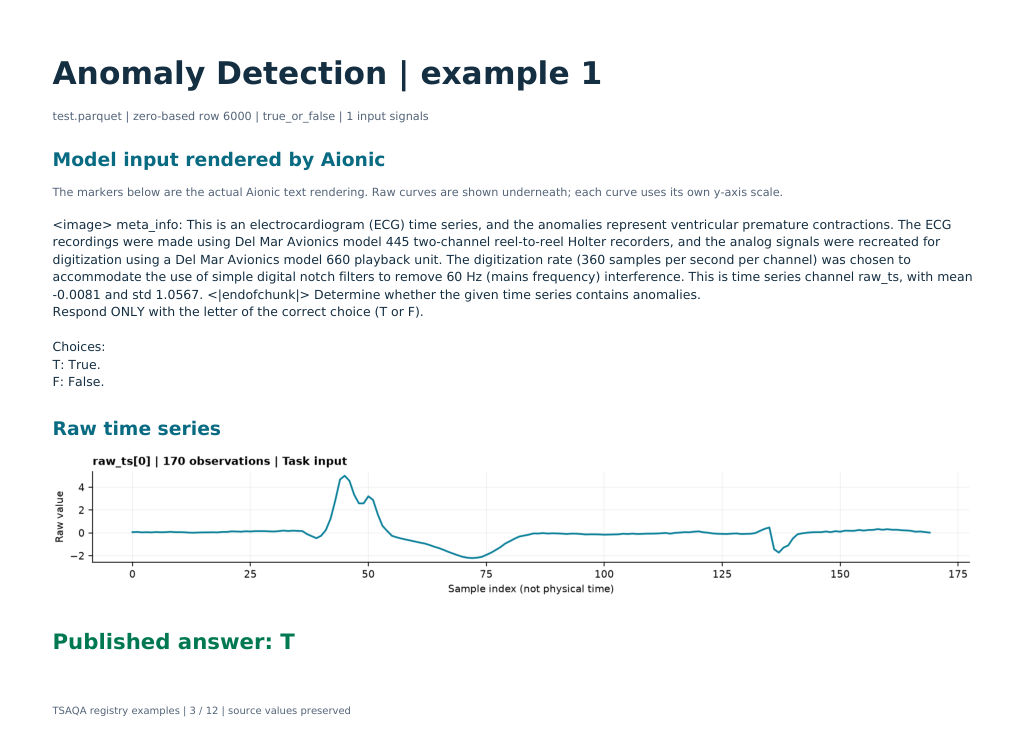 Anomaly Detection | example 1
test.parquet | zero-based row 6000 | true_or_false | 1 input signals
Model input rendered by Aionic
The markers below are the actual Aionic text rendering. Raw curves are shown underneath; each curve uses its own y-axis scale.
<image> meta_info: This is an electrocardiogram (ECG) time series, and the anomalies represent ventricular premature contractions. The ECG
recordings were made using Del Mar Avionics model 445 two-channel reel-to-reel Holter recorders, and the analog signals were recreated for
digitization using a Del Mar Avionics model 660 playback unit. The digitization rate (360 samples per second per channel) was chosen to
accommodate the use of simple digital notch filters to remove 60 Hz (mains frequency) interference. This is time series channel raw_ts, with mean
-0.0081 and std 1.0567. <|endofchunk|> Determine whether the given time series contains anomalies.
Respond ONLY with the letter of the correct choice (T or F).
Choices:
T: True.
F: False.
Raw time series
raw_ts[0] | 170 observations | Task input
Raw value
4
2
0
−2
0 25 50 75 100 125 150 175
Sample index (not physical time)
Published answer: T
TSAQA registry examples | 3 / 12 | source values preserved